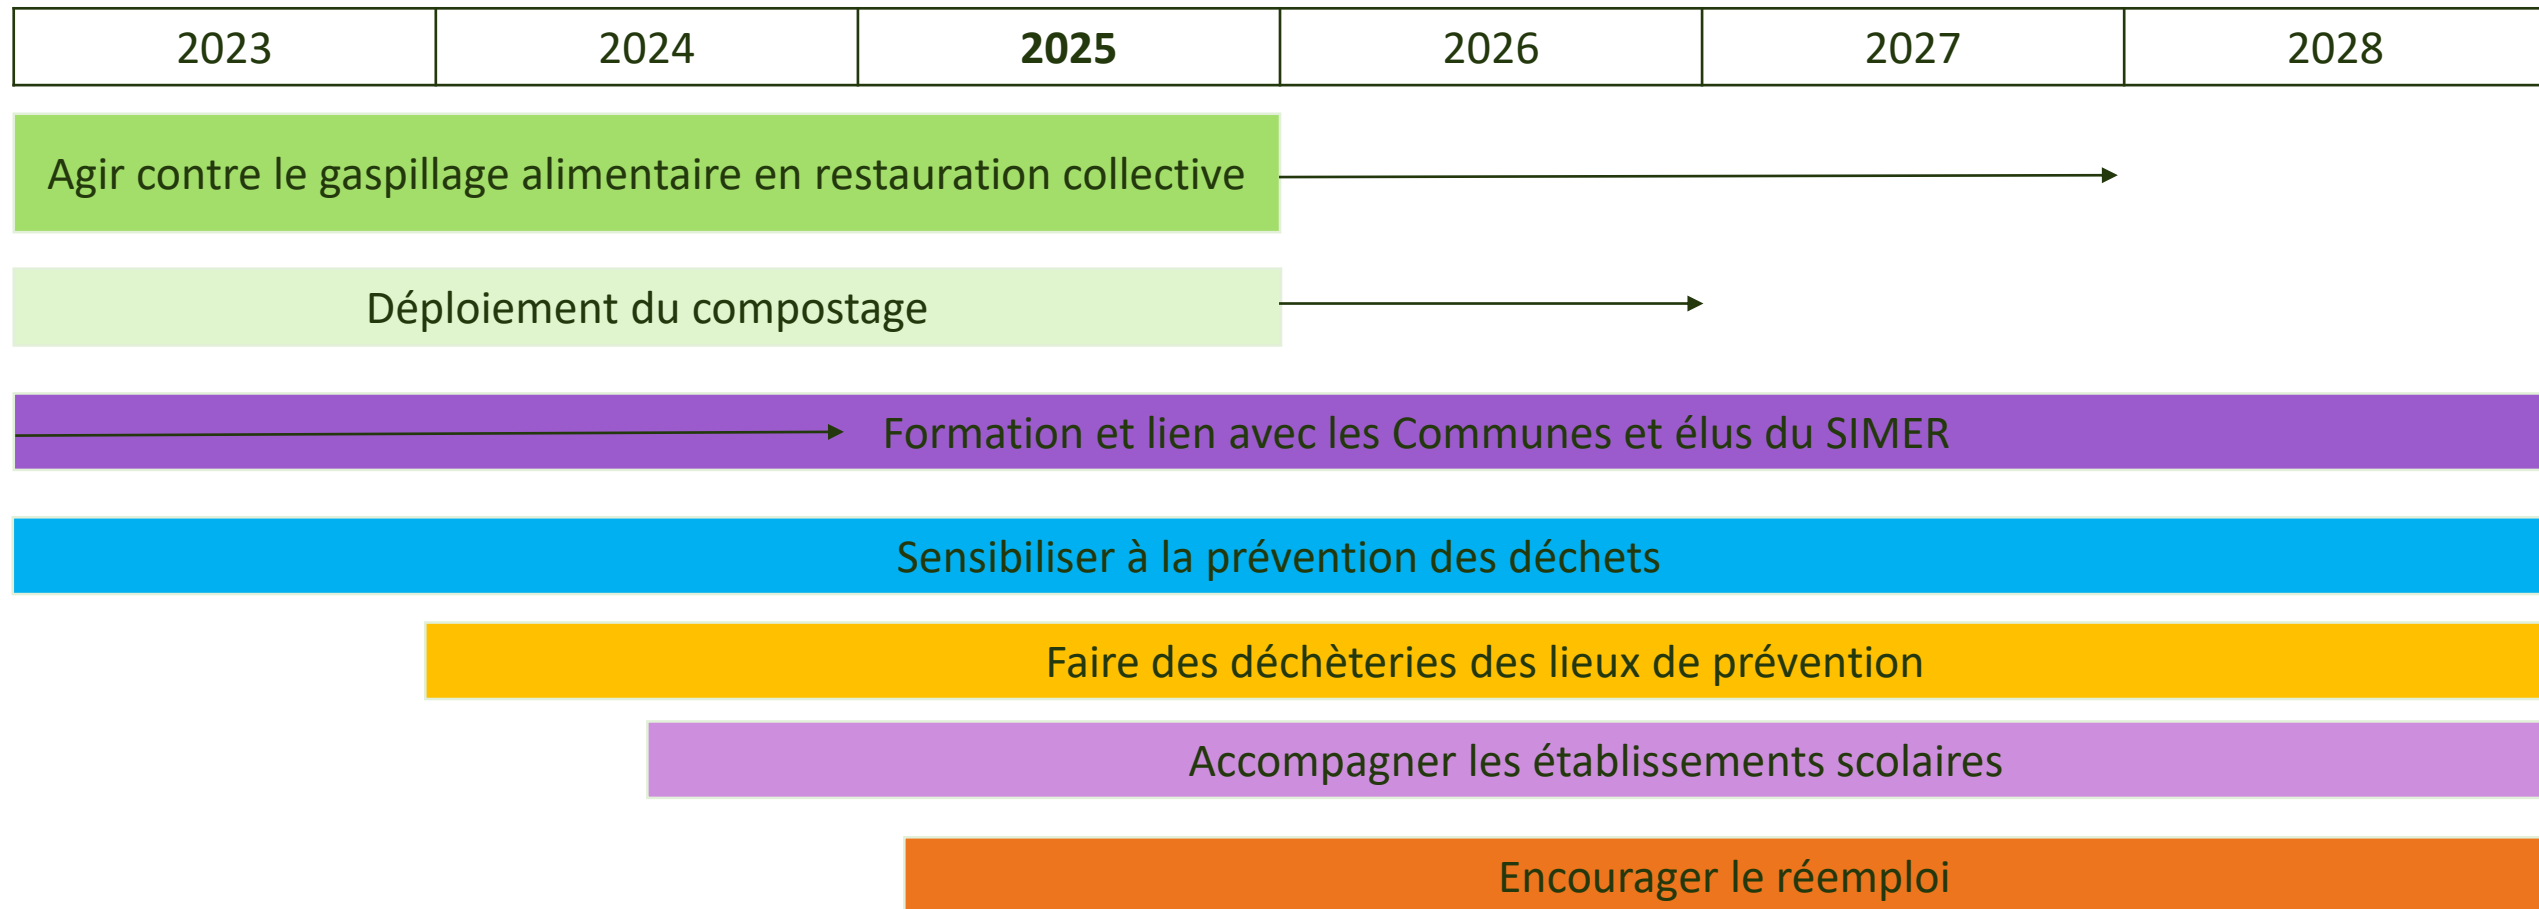 2023 2024 2025 2026 2027 2028
Agir contre le gaspillage alimentaire en restauration collective
Déploiement du compostage
Formation et lien avec les Communes et élus du SIMER
Sensibiliser à la prévention des déchets
Faire des déchèteries des lieux de prévention
Accompagner les établissements scolaires
Encourager le réemploi